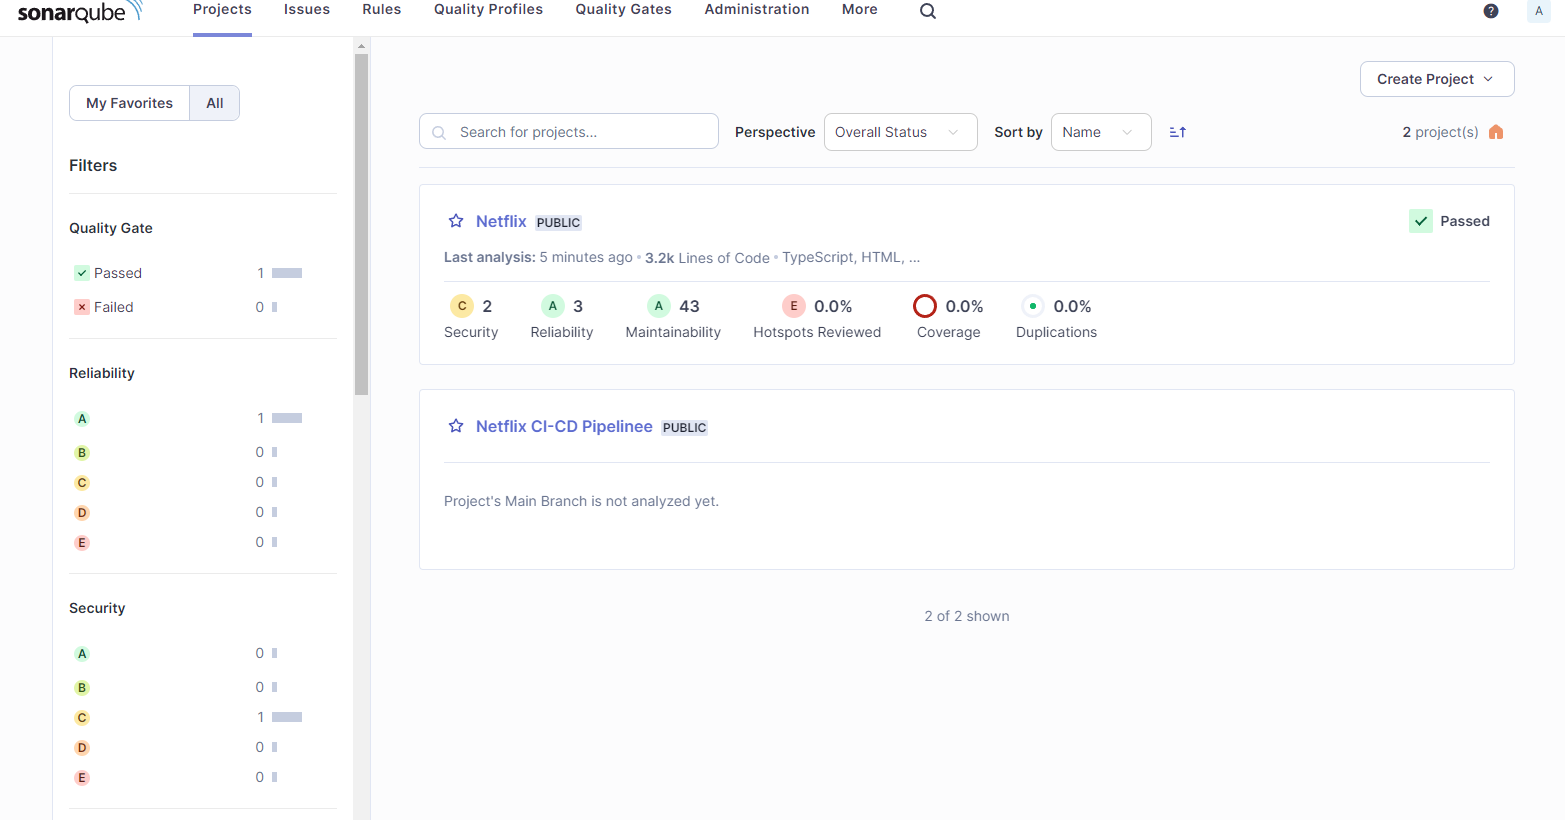 sonarqube
Projects Issues Rules Quality Profiles Quality Gates Administration More ? A
My Favorites All
Filters
Quality Gate
Passed 1
Failed 0
Reliability
A 1
B 0
C 0
D 0
E 0
Security
A 0
B 0
C 1
D 0
E 0
Create Project
Search for projects... Perspective Overall Status Sort by Name 2 project(s)
Netflix PUBLIC Passed
Last analysis: 5 minutes ago • 3.2k Lines of Code • TypeScript, HTML, ...
C 2 A 3 A 43 E 0.0% 0.0% 0.0%
Security Reliability Maintainability Hotspots Reviewed Coverage Duplications
Netflix CI-CD Pipelinee PUBLIC
Project's Main Branch is not analyzed yet.
2 of 2 shown